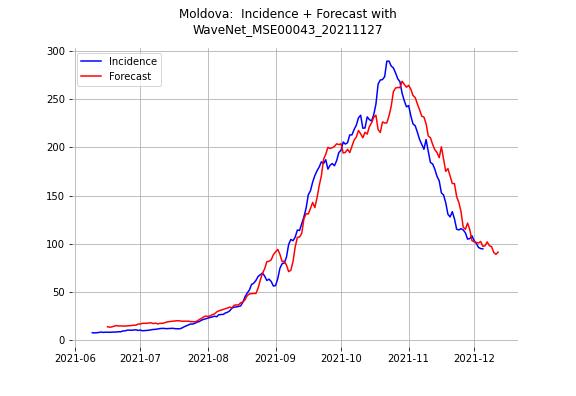 Moldova:  Incidence + Forecast with
WaveNet_MSE00043_20211127
Incidence
Forecast
300
250
200
150
100
50
0
2021-06 2021-07 2021-08 2021-09 2021-10 2021-11 2021-12